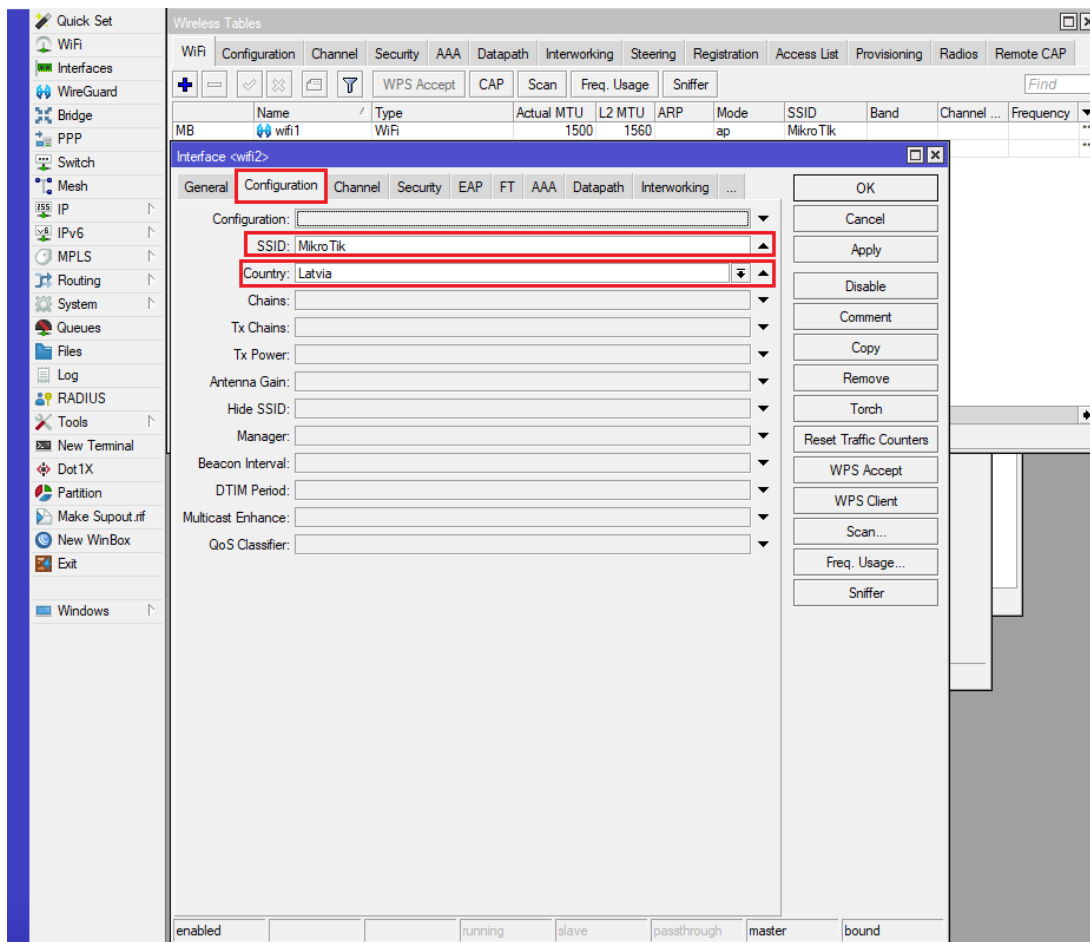 Quick Set
WiFi
Interfaces
WireGuard
Bridge
PPP
Switch
Mesh
IP
IPv6
MPLS
Routing
System
Queues
Files
Log
RADIUS
Tools
New Terminal
Dot1X
Partition
Make Supout.rif
New WinBox
Exit
Windows
Wireless Tables
WiFi Configuration Channel Security AAA Datapath Interworking Steering Registration Access List Provisioning Radios Remote CAP
WPS Accept CAP Scan Freq. Usage Sniffer Find
Name Type Actual MTU L2 MTU ARP Mode SSID Band Channel ... Frequency
MB wifi1 WiFi 1500 1560 ap MikroTIk
Interface <wifi2>
General Configuration Channel Security EAP FT AAA Datapath Interworking ...
Configuration:
SSID: MikroTik
Country: Latvia
Chains:
Tx Chains:
Tx Power:
Antenna Gain:
Hide SSID:
Manager:
Beacon Interval:
DTIM Period:
Multicast Enhance:
QoS Classifier:
OK
Cancel
Apply
Disable
Comment
Copy
Remove
Torch
Reset Traffic Counters
WPS Accept
WPS Client
Scan...
Freq. Usage...
Sniffer
enabled running slave passthrough master bound